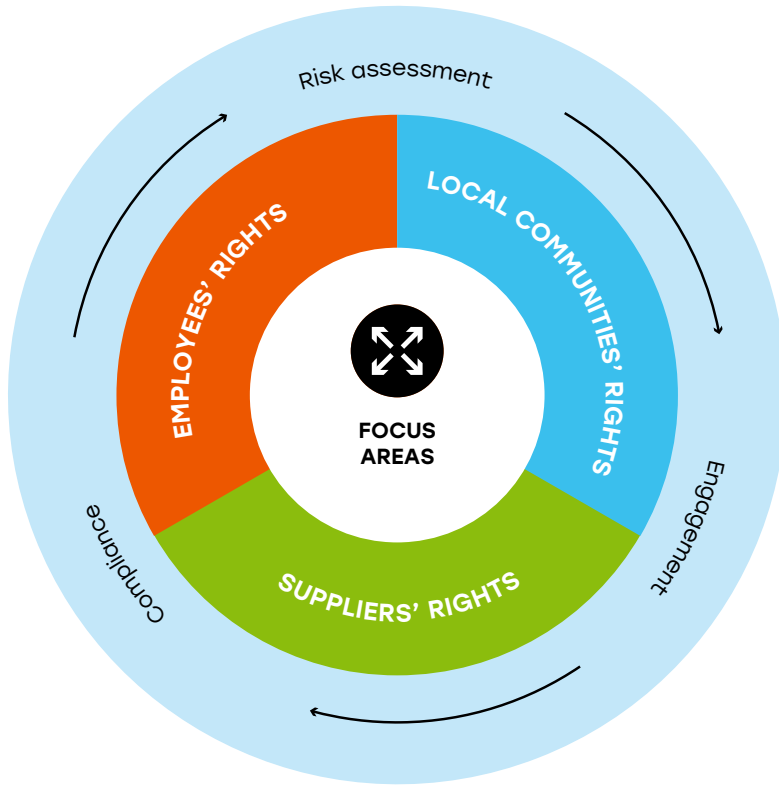 Risk assessment
LOCAL COMMUNITIES’ RIGHTS
EMPLOYEES’ RIGHTS
FOCUS
AREAS
SUPPLIERS’ RIGHTS
Engagement
Compliance